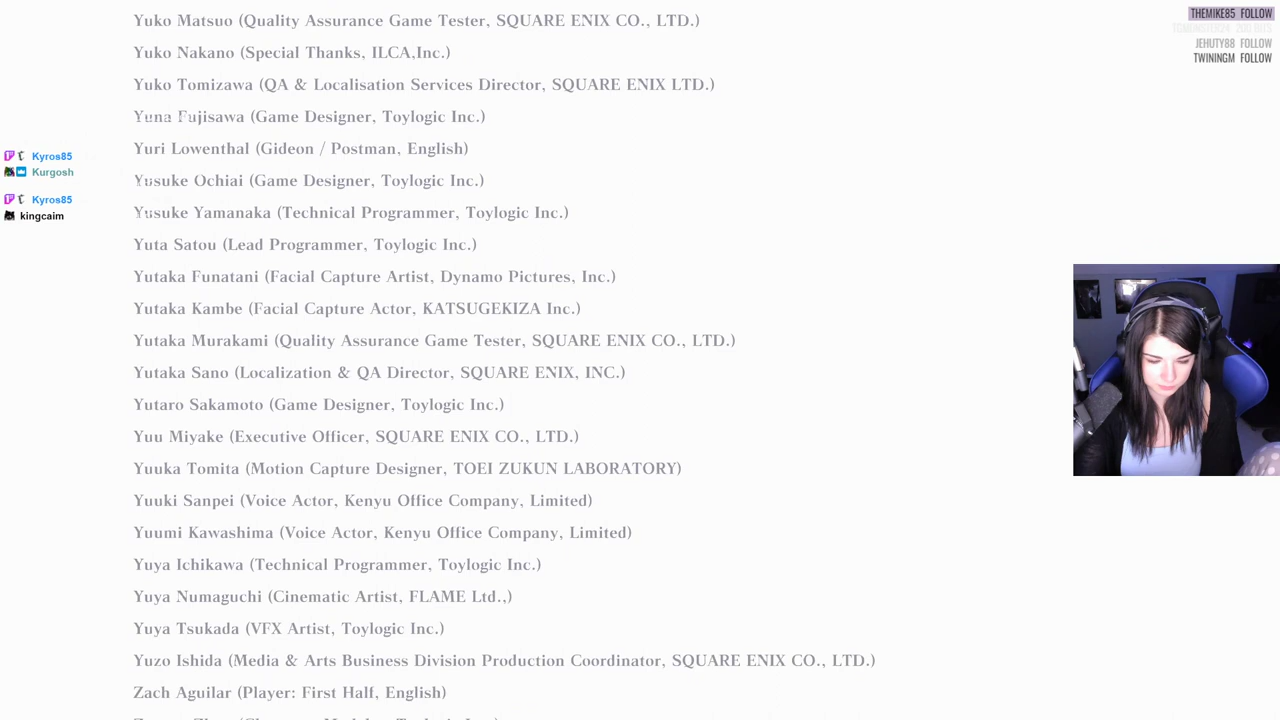 Yuko Matsuo (Quality Assurance Game Tester, SQUARE ENIX CO., LTD.)
Yuko Nakano (Special Thanks, ILCA,Inc.)
Yuko Tomizawa (QA & Localisation Services Director, SQUARE ENIX LTD.)
Yuna Fujisawa (Game Designer, Toylogic Inc.)
Yuri Lowenthal (Gideon / Postman, English)
Yusuke Ochiai (Game Designer, Toylogic Inc.)
Yusuke Yamanaka (Technical Programmer, Toylogic Inc.)
Yuta Satou (Lead Programmer, Toylogic Inc.)
Yutaka Funatani (Facial Capture Artist, Dynamo Pictures, Inc.)
Yutaka Kambe (Facial Capture Actor, KATSUGEKIZA Inc.)
Yutaka Murakami (Quality Assurance Game Tester, SQUARE ENIX CO., LTD.)
Yutaka Sano (Localization & QA Director, SQUARE ENIX, INC.)
Yutaro Sakamoto (Game Designer, Toylogic Inc.)
Yuu Miyake (Executive Officer, SQUARE ENIX CO., LTD.)
Yuuka Tomita (Motion Capture Designer, TOEI ZUKUN LABORATORY)
Yuuki Sanpei (Voice Actor, Kenyu Office Company, Limited)
Yuumi Kawashima (Voice Actor, Kenyu Office Company, Limited)
Yuya Ichikawa (Technical Programmer, Toylogic Inc.)
Yuya Numaguchi (Cinematic Artist, FLAME Ltd.,)
Yuya Tsukada (VFX Artist, Toylogic Inc.)
Yuzo Ishida (Media & Arts Business Division Production Coordinator, SQUARE ENIX CO., LTD.)
Zach Aguilar (Player: First Half, English)
Kyros85
Kurgosh
Kyros85
kingcaim
THEMIKE85 FOLLOW
JEHUTY88 FOLLOW
TWININGM FOLLOW